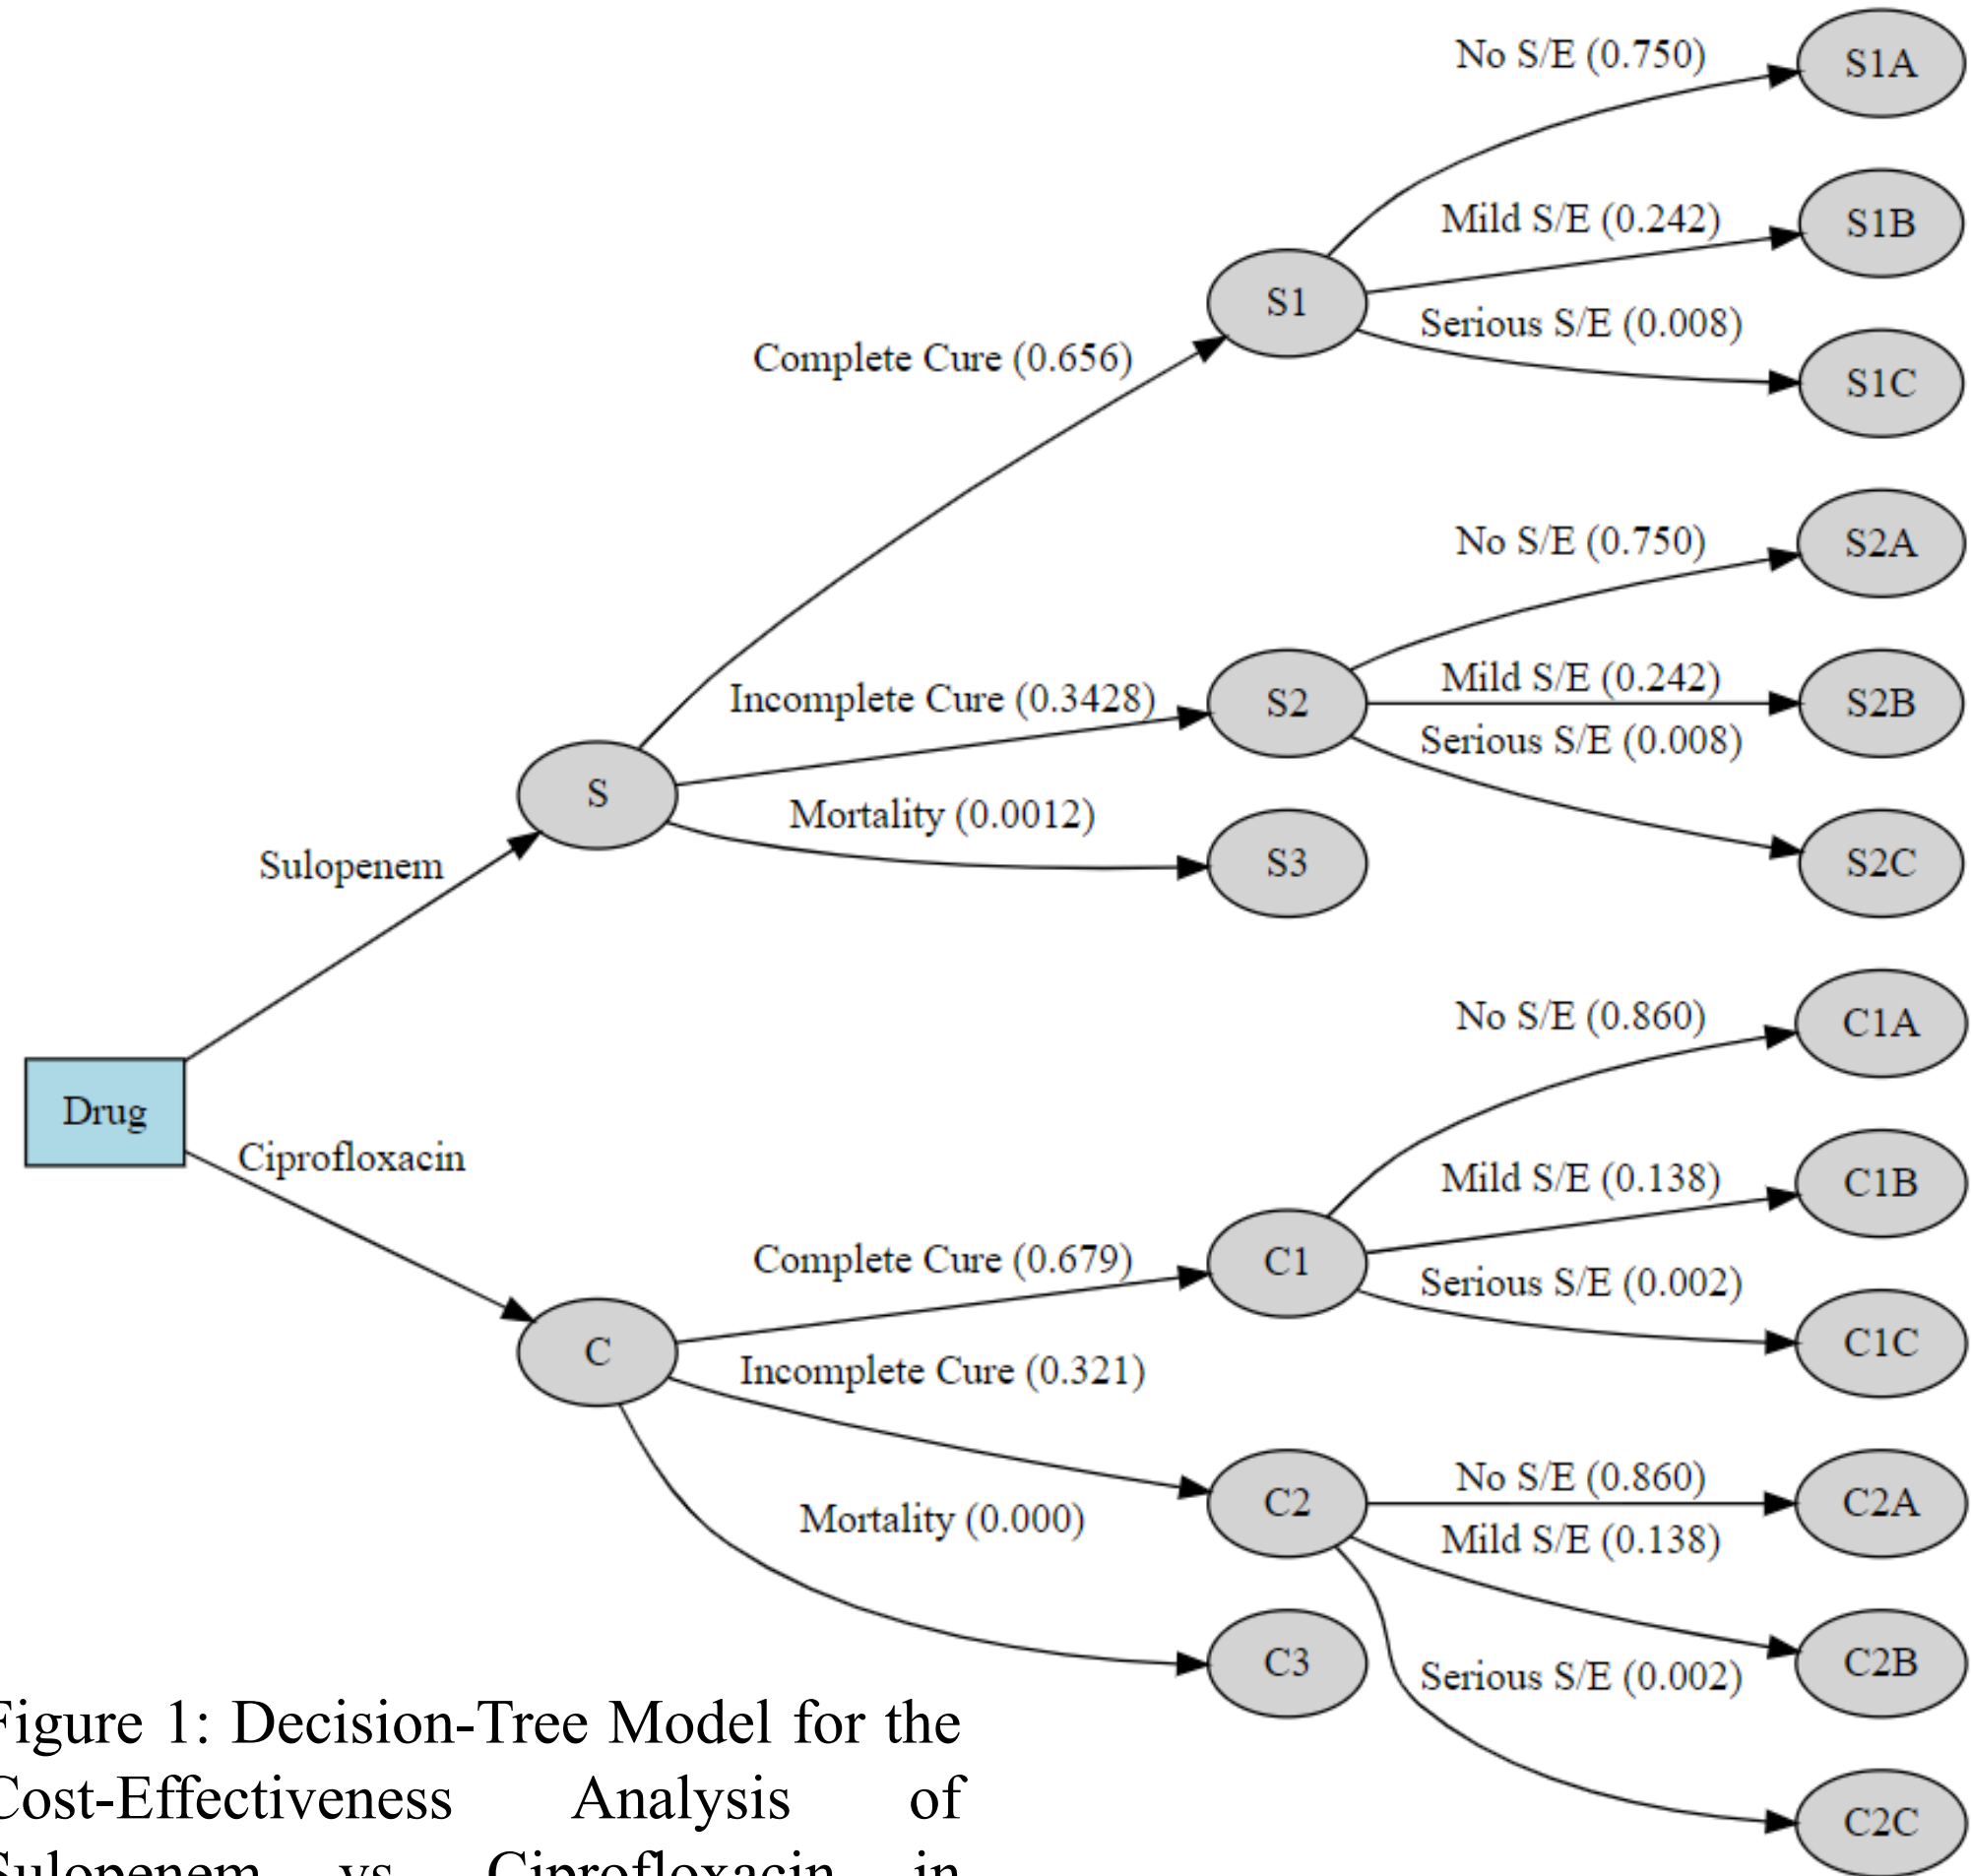 No S/E (0.750)
S1A
Mild S/E (0.242)
S1B
S1
Serious S/E (0.008)
Complete Cure (0.656)
S1C
No S/E (0.750)
S2A
Incomplete Cure (0.3428)
S2
Mild S/E (0.242)
S2B
Serious S/E (0.008)
S
Mortality (0.0012)
S3
S2C
Sulopenem
No S/E (0.860)
C1A
Drug
Ciprofloxacin
Mild S/E (0.138)
C1B
Complete Cure (0.679)
C1
Serious S/E (0.002)
C1C
C
Incomplete Cure (0.321)
No S/E (0.860)
C2
C2A
Mortality (0.000)
Mild S/E (0.138)
C3
C2B
Serious S/E (0.002)
C2C
Figure 1: Decision-Tree Model for the
Cost-Effectiveness Analysis of
Sulopenem vs Ciprofloxacin in